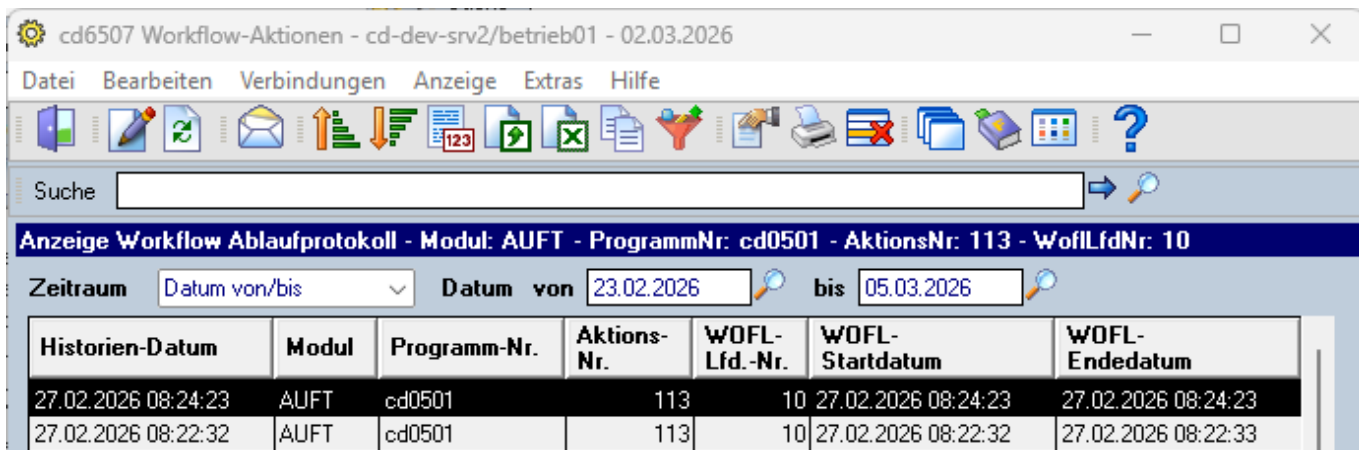 cd6507 Workflow-Aktionen - cd-dev-srv2/betrieb01 - 02.03.2026
Datei Bearbeiten Verbindungen Anzeige Extras Hilfe
123
Suche
Anzeige Workflow Ablaufprotokoll - Modul: AUFT - ProgrammNr: cd0501 - AktionsNr: 113 - WoflLfdNr: 10
Zeitraum Datum von/bis Datum von 23.02.2026 bis 05.03.2026
Historien-Datum Modul Programm-Nr. Aktions-Nr. WOFL-Lfd.-Nr. WOFL-Startdatum WOFL-Endedatum
27.02.2026 08:24:23 AUFT cd0501 113 10 27.02.2026 08:24:23 27.02.2026 08:24:23
27.02.2026 08:22:32 AUFT cd0501 113 10 27.02.2026 08:22:32 27.02.2026 08:22:33